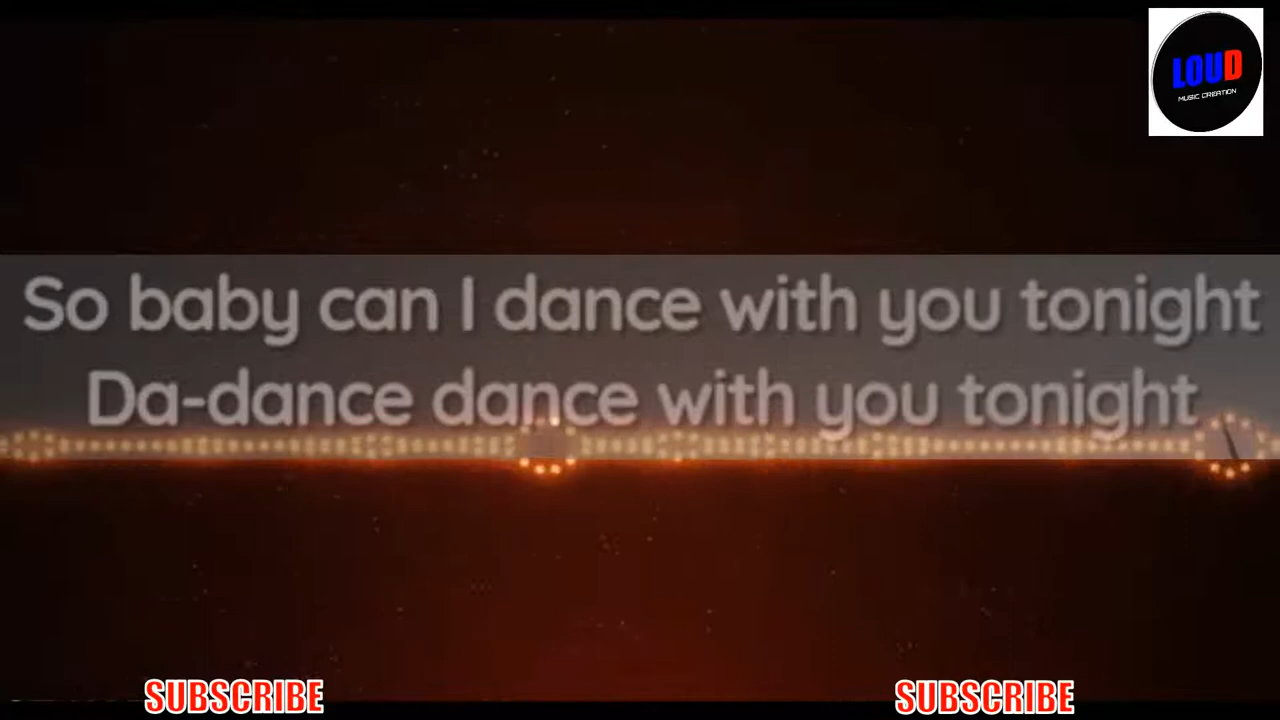 LOUD
MUSIC CREATION
So baby can I dance with you tonight
Da-dance dance with you tonight
SUBSCRIBE
SUBSCRIBE